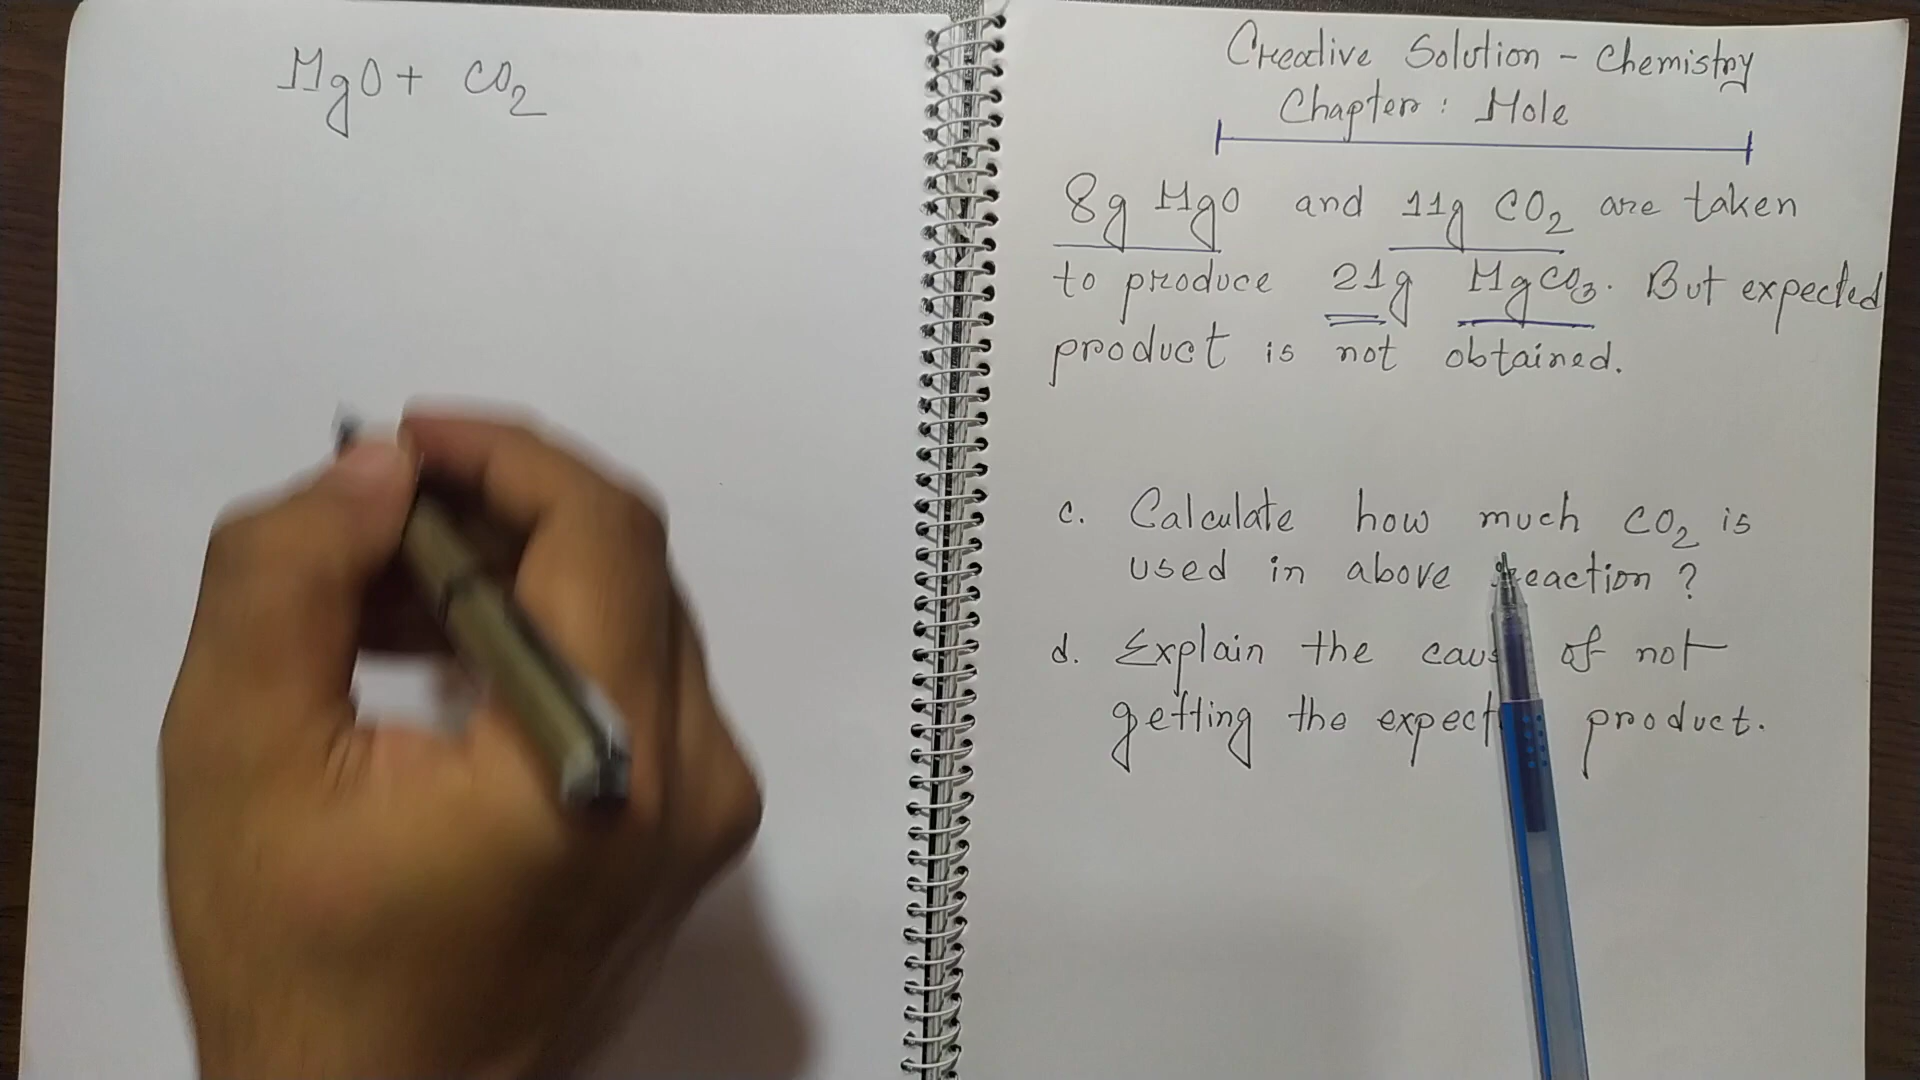 MgO + CO2
Creative Solution - Chemistry
Chapter : Mole
8g MgO and 11g CO2 are taken
to produce 21g MgCO3. But expected
product is not obtained.
c. Calculate how much CO2 is
used in above reaction ?
d. Explain the of not
getting the product.